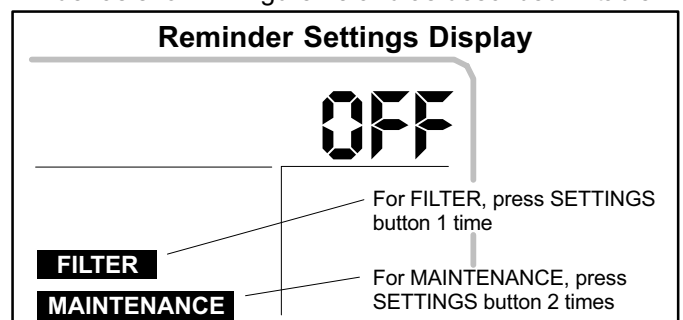 Reminder Settings Display
OFF
For FILTER, press SETTINGS
button 1 time
FILTER
For MAINTENANCE, press
SETTINGS button 2 times
MAINTENANCE